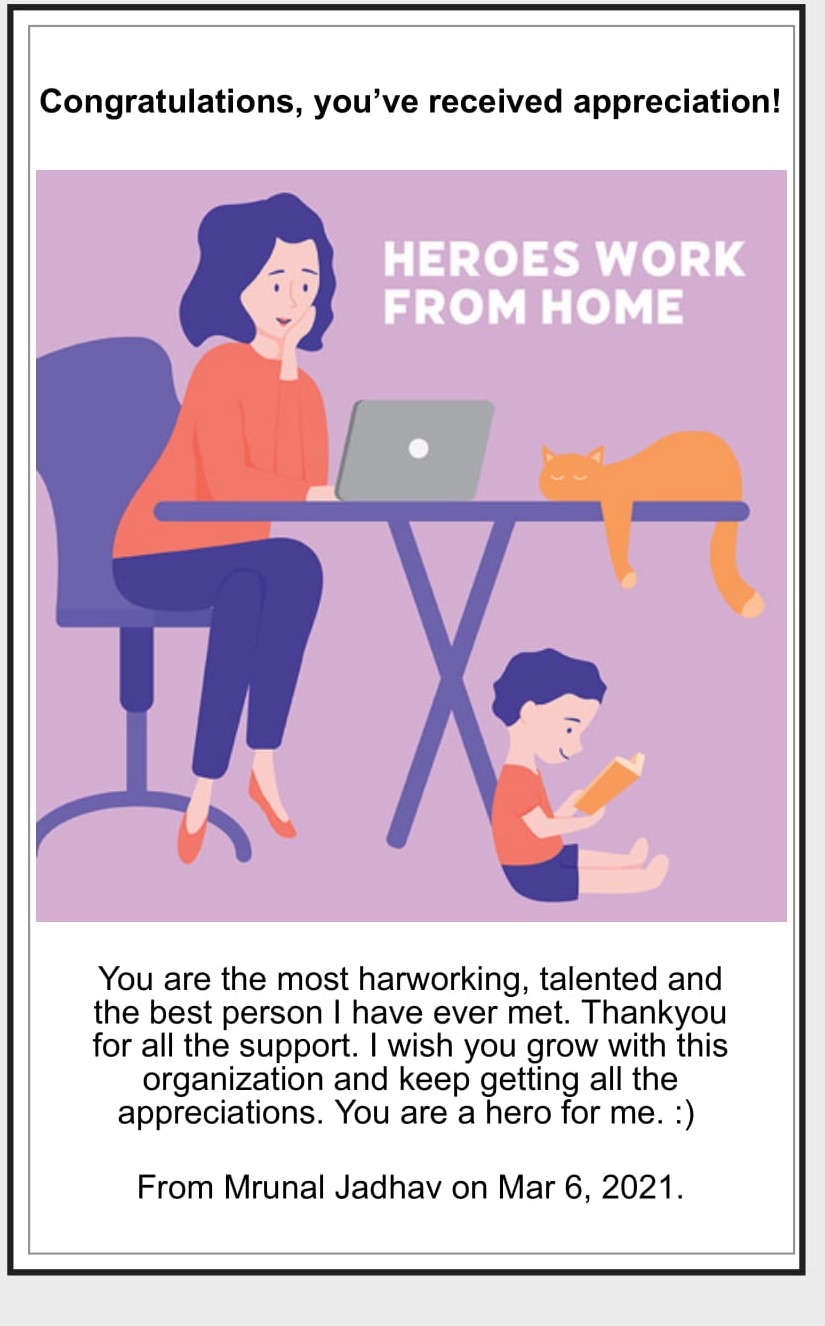 Congratulations, you’ve received appreciation!
HEROES WORK
FROM HOME
You are the most harworking, talented and
the best person I have ever met. Thankyou
for all the support. I wish you grow with this
organization and keep getting all the
appreciations. You are a hero for me. :)
From Mrunal Jadhav on Mar 6, 2021.